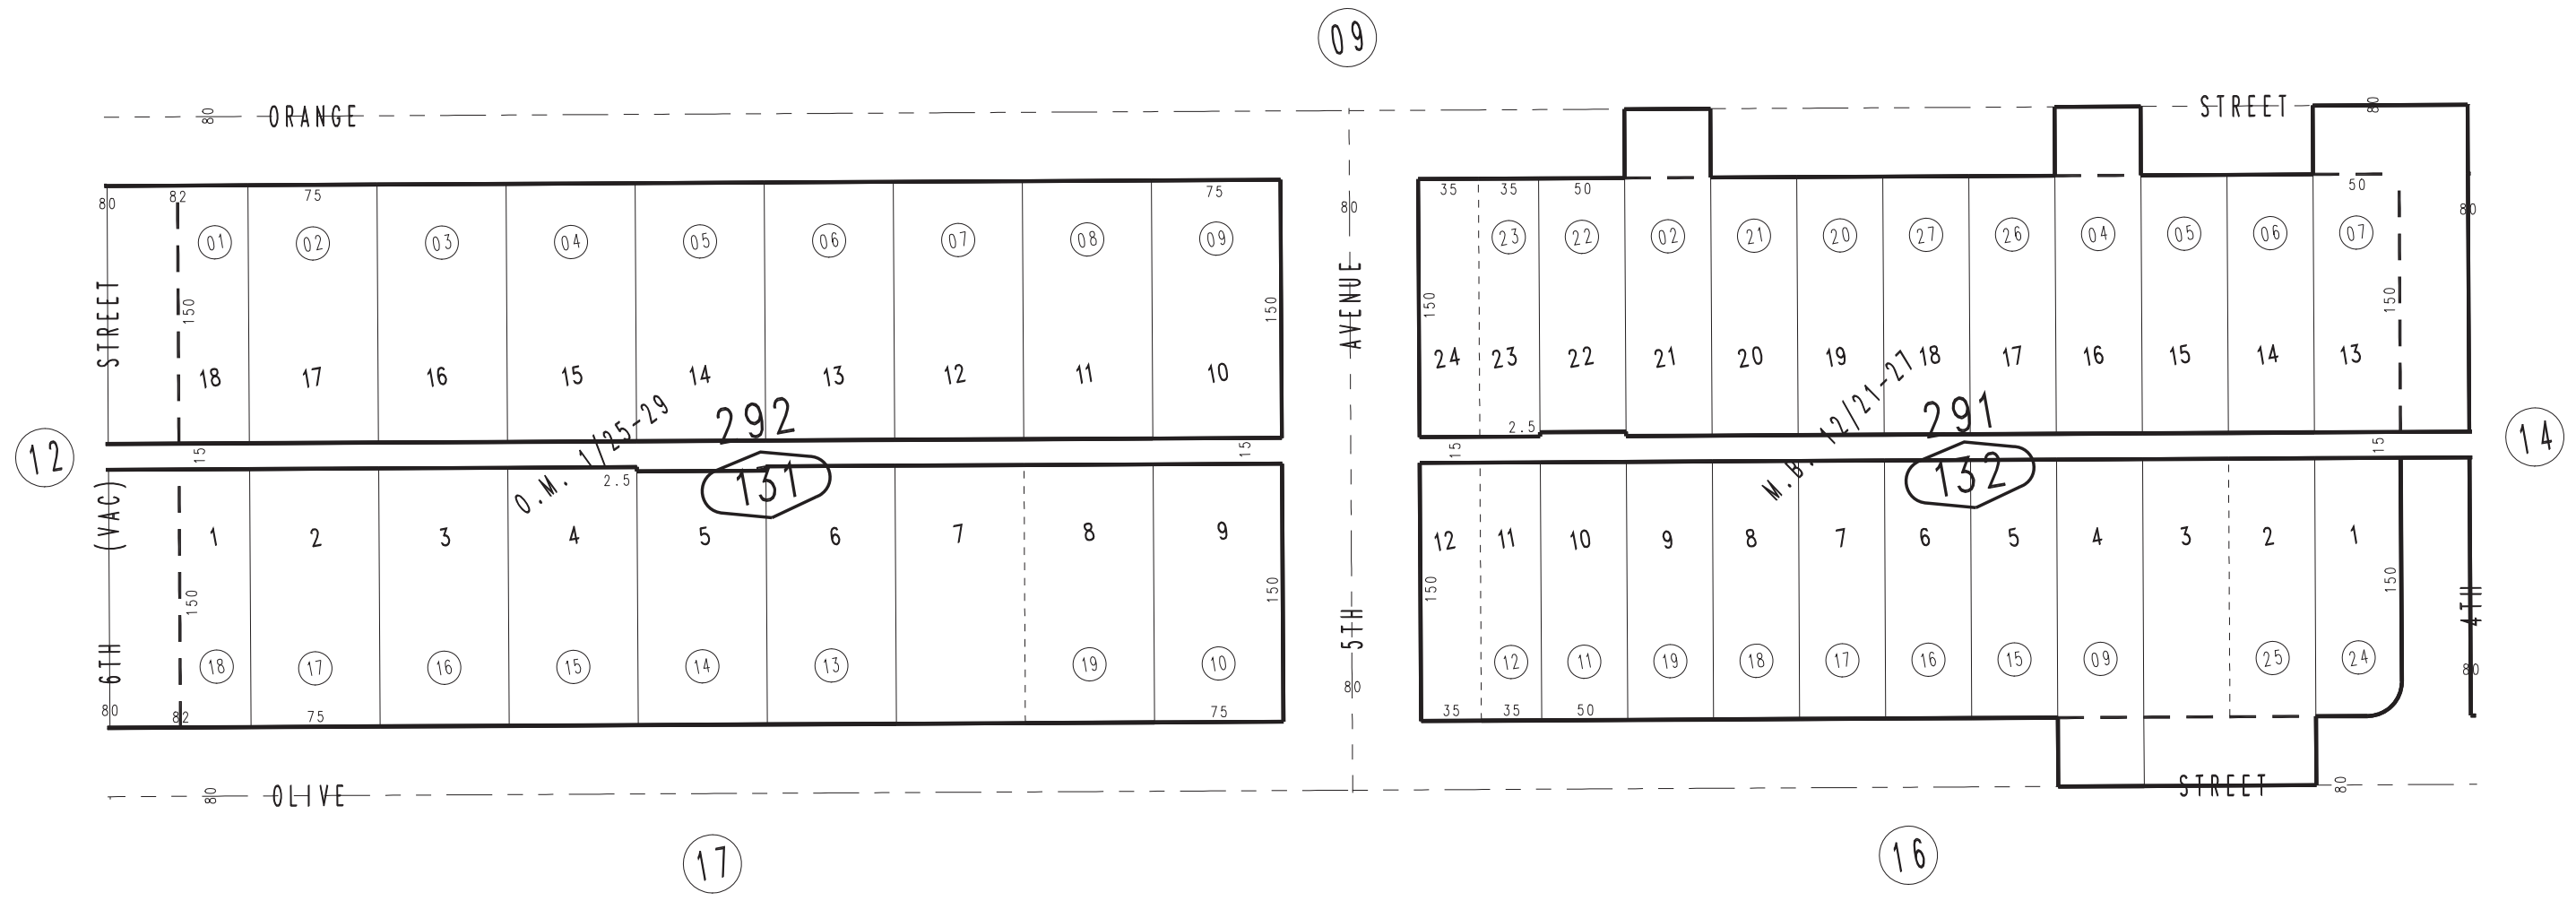 09
80 ORANGE STREET 80
80 82 75 75 80 35 35 50 50 80
01 02 03 04 05 06 07 08 09 23 22 02 21 20 27 26 04 05 06 07
STREET 150 150 AVENUE 150 150
18 17 16 15 14 13 12 11 10 24 23 22 21 20 19 18 17 16 15 14 13
O.M. 1/25-29 292 M.B. 12/21-27 291
2.5
12 15 15 15 15 14
2.5 131 132
(VAC) 1 2 3 4 5 6 7 8 9 12 11 10 9 8 7 6 5 4 3 2 1
150 150 150 150
6TH 5TH 4TH
18 17 16 15 14 13 19 10 12 11 19 18 17 16 15 09 25 24
80 82 75 75 80 35 35 50 80
80 OLIVE STREET 80
17 16